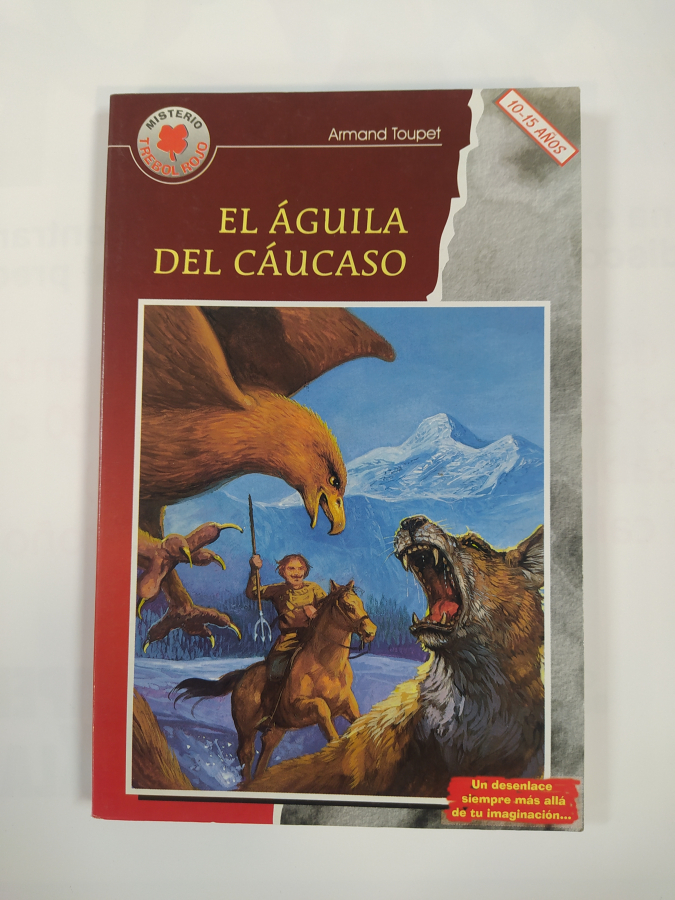 MISTERIO
TREBOL ROJO
Armand Toupet
10-15 AÑOS
EL ÁGUILA
DEL CÁUCASO
Un desenlace
siempre más allá
de tu imaginación...